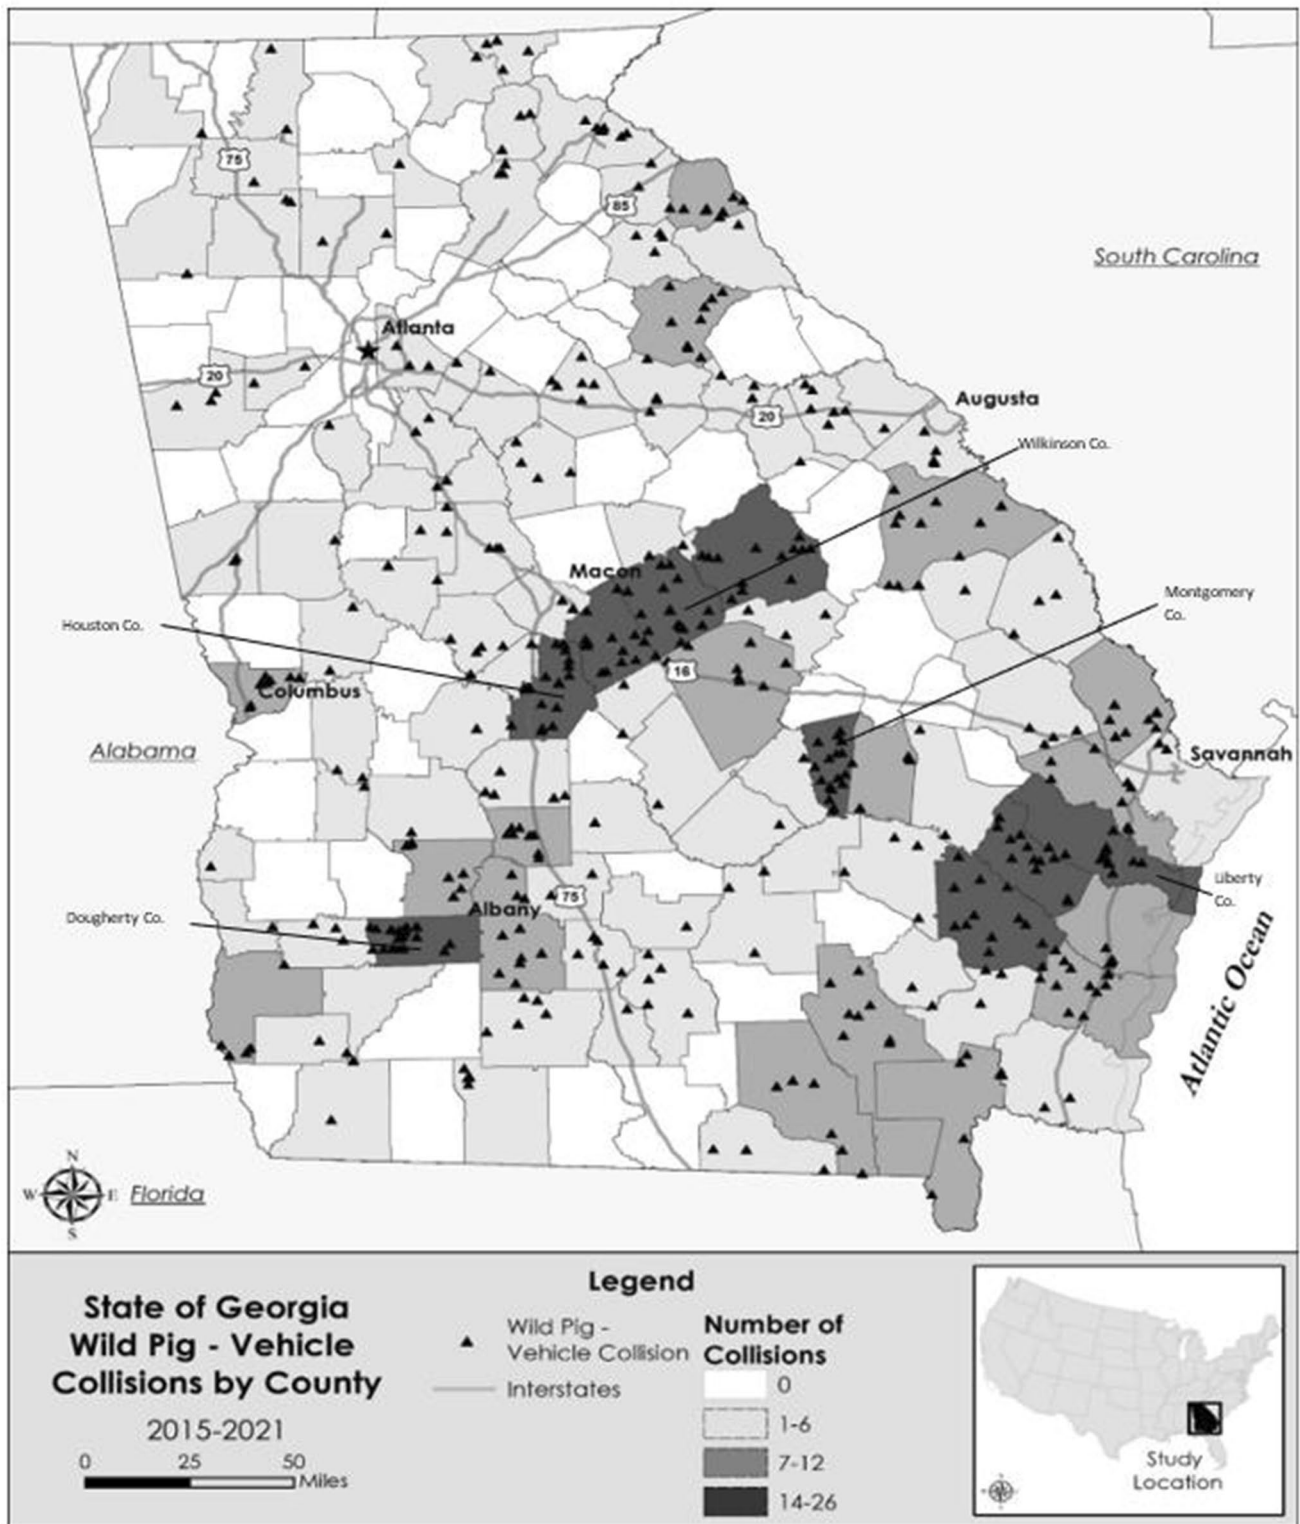 75
85
South Carolina
Atlanta
20
Augusta
20
Wilkinson Co.
Macon
Montgomery
Co.
Houston Co.
16
Columbus
Alabama
Savannah
Liberty
Co.
75
Albany
Dougherty Co.
Atlantic Ocean
N
W E
S
Florida
State of Georgia
Wild Pig - Vehicle
Collisions by County
2015-2021
0 25 50
Miles
Legend
Wild Pig -
Vehicle Collision
Interstates
Number of
Collisions
0
1-6
7-12
14-26
Study
Location